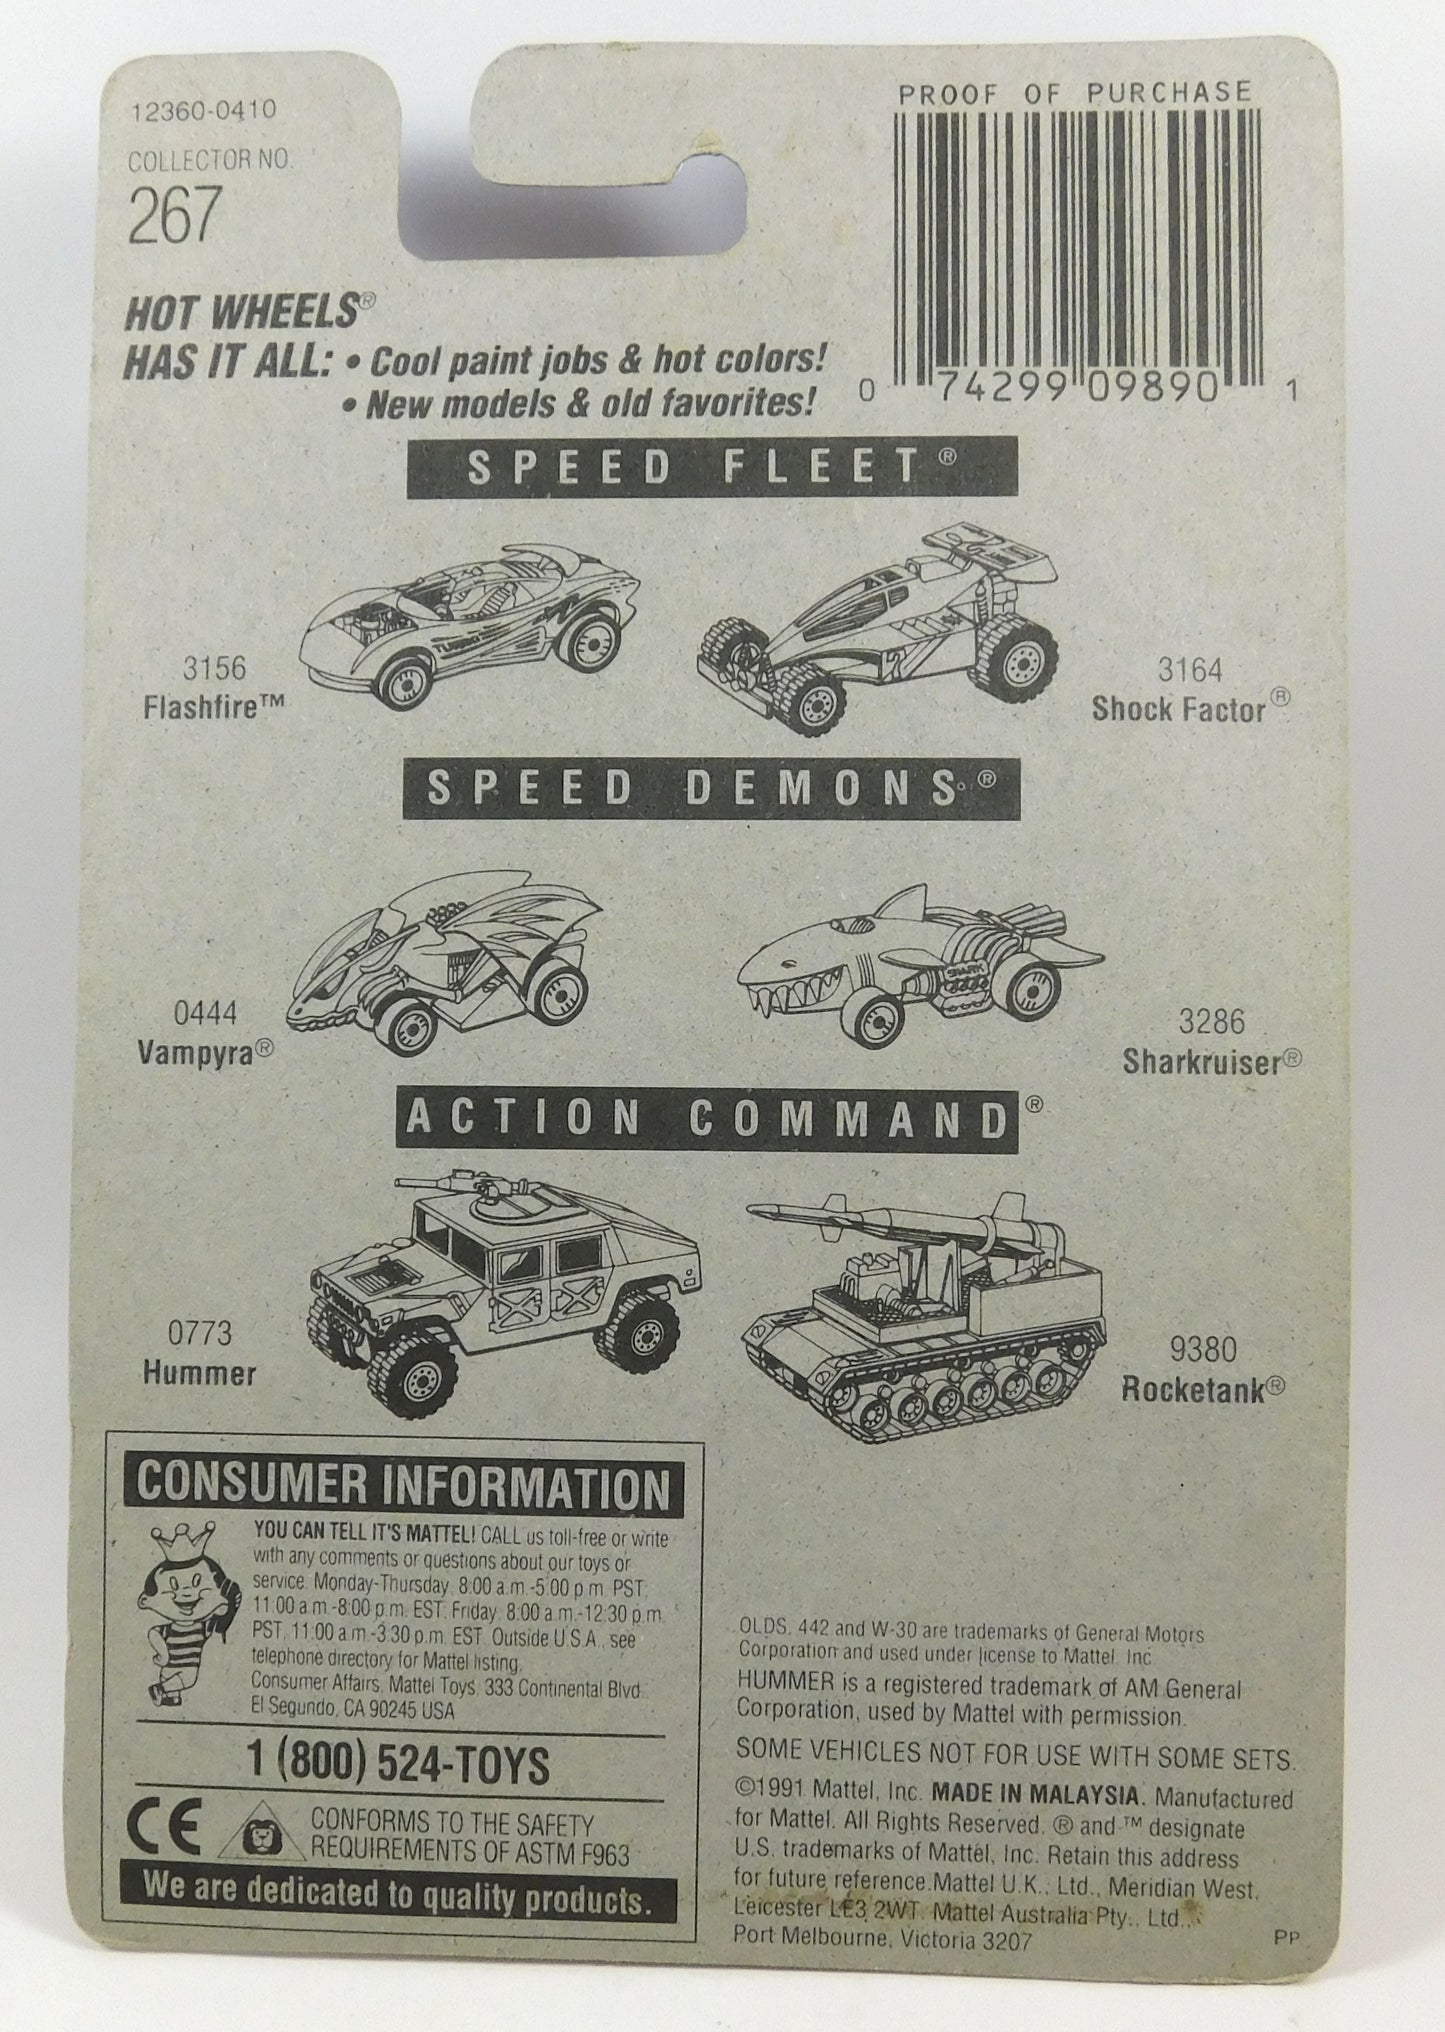 12360-0410
COLLECTOR NO.
267
PROOF OF PURCHASE
0 74299 09890 1
HOT WHEELS®
HAS IT ALL: • Cool paint jobs & hot colors!
• New models & old favorites!
SPEED FLEET®
TURBO
3156
Flashfire™
3164
Shock Factor®
SPEED DEMONS®
0444
Vampyra®
SHARK
3286
Sharkruiser®
ACTION COMMAND®
0773
Hummer
9380
Rocketank®
CONSUMER INFORMATION
YOU CAN TELL IT'S MATTEL! CALL us toll-free or write
with any comments or questions about our toys or
service. Monday-Thursday, 8:00 a.m.-5:00 p.m. PST,
11:00 a.m.-8:00 p.m. EST; Friday: 8:00 a.m.-12:30 p.m.
PST, 11:00 a.m.-3:30 p.m. EST. Outside U.S.A., see
telephone directory for Mattel listing.
Consumer Affairs, Mattel Toys, 333 Continental Blvd.
El Segundo, CA 90245 USA
1 (800) 524-TOYS
CE CONFORMS TO THE SAFETY
REQUIREMENTS OF ASTM F963
We are dedicated to quality products.
OLDS, 442 and W-30 are trademarks of General Motors
Corporation and used under license to Mattel, Inc.
HUMMER is a registered trademark of AM General
Corporation, used by Mattel with permission.
SOME VEHICLES NOT FOR USE WITH SOME SETS.
©1991 Mattel, Inc. MADE IN MALAYSIA. Manufactured
for Mattel. All Rights Reserved. ® and ™ designate
U.S. trademarks of Mattel, Inc. Retain this address
for future reference.Mattel U.K., Ltd., Meridian West,
Leicester LE3 2WT. Mattel Australia Pty., Ltd.,
Port Melbourne, Victoria 3207
PP